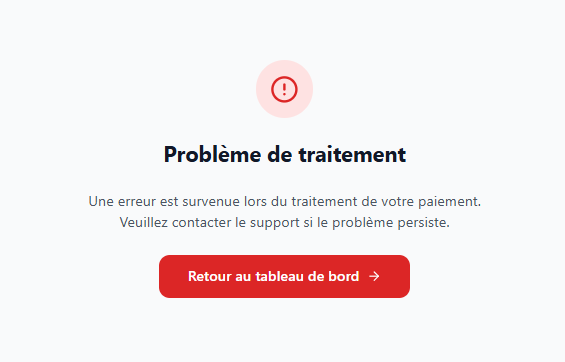 Problème de traitement
Une erreur est survenue lors du traitement de votre paiement.
Veuillez contacter le support si le problème persiste.
Retour au tableau de bord →